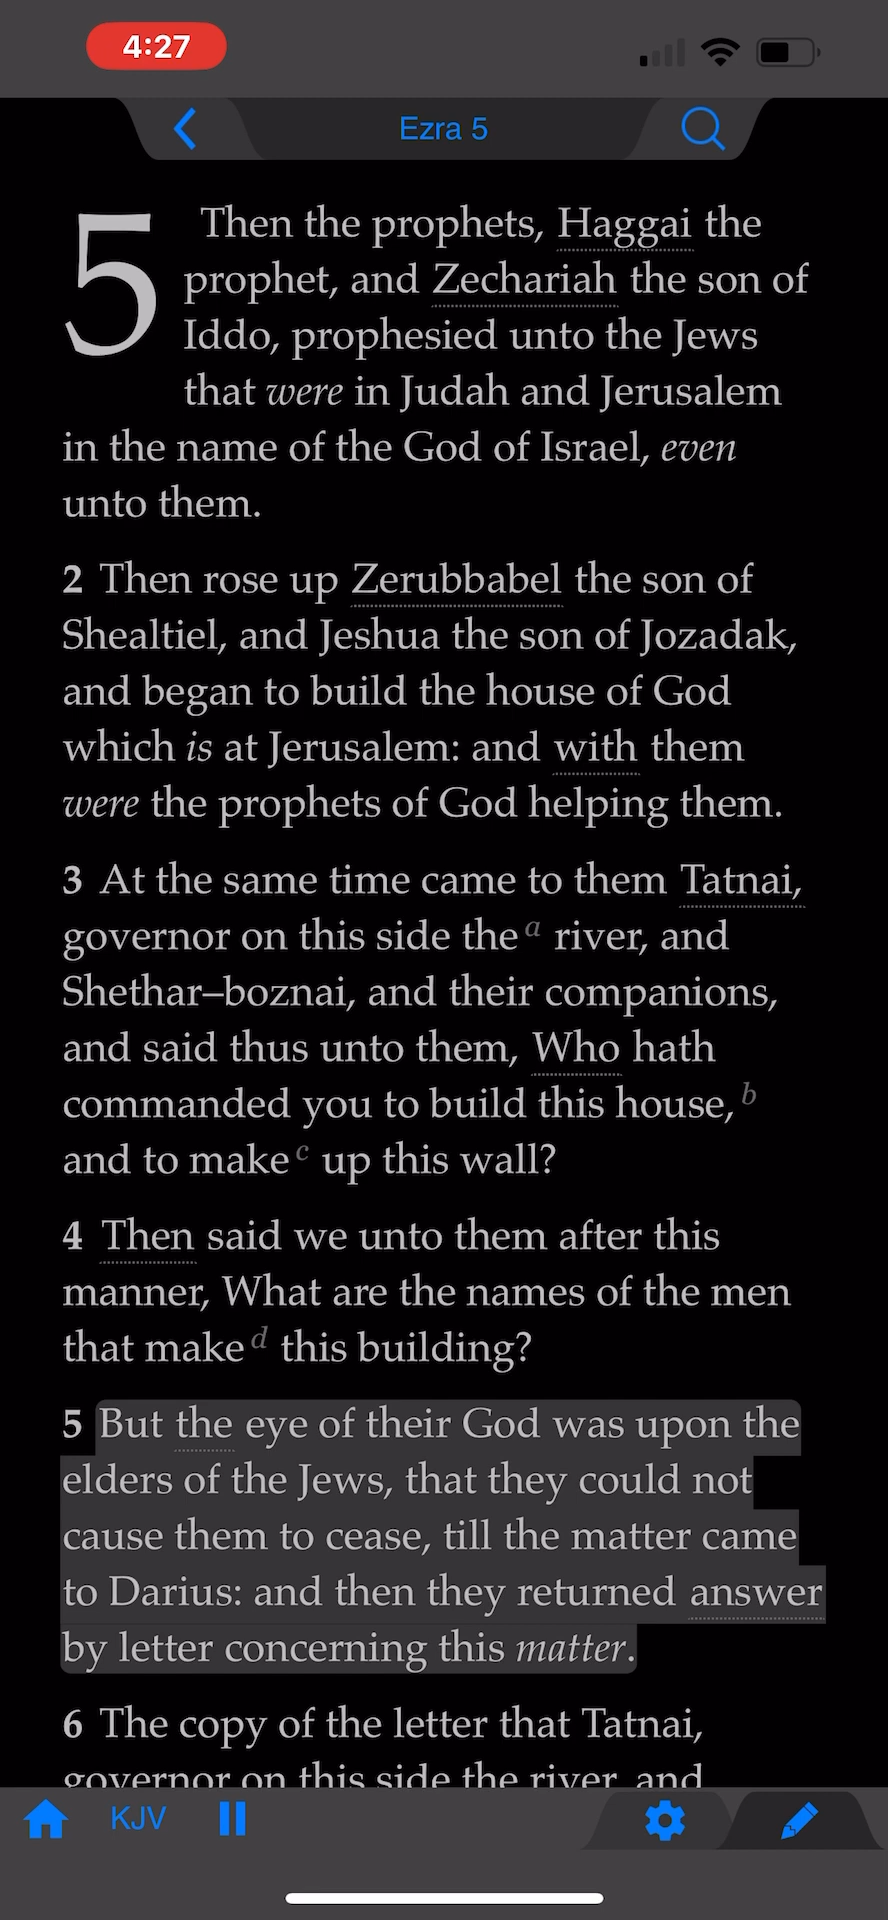 4:27
Ezra 5
5 Then the prophets, Haggai the
prophet, and Zechariah the son of
Iddo, prophesied unto the Jews
that were in Judah and Jerusalem
in the name of the God of Israel, even
unto them.
2 Then rose up Zerubbabel the son of
Shealtiel, and Jeshua the son of Jozadak,
and began to build the house of God
which is at Jerusalem: and with them
were the prophets of God helping them.
3 At the same time came to them Tatnai,
governor on this side the a river, and
Shethar–boznai, and their companions,
and said thus unto them, Who hath
commanded you to build this house, b
and to make c up this wall?
4 Then said we unto them after this
manner, What are the names of the men
that make d this building?
5 But the eye of their God was upon the
elders of the Jews, that they could not
cause them to cease, till the matter came
to Darius: and then they returned answer
by letter concerning this matter.
6 The copy of the letter that Tatnai,
governor on this side the river, and
KJV